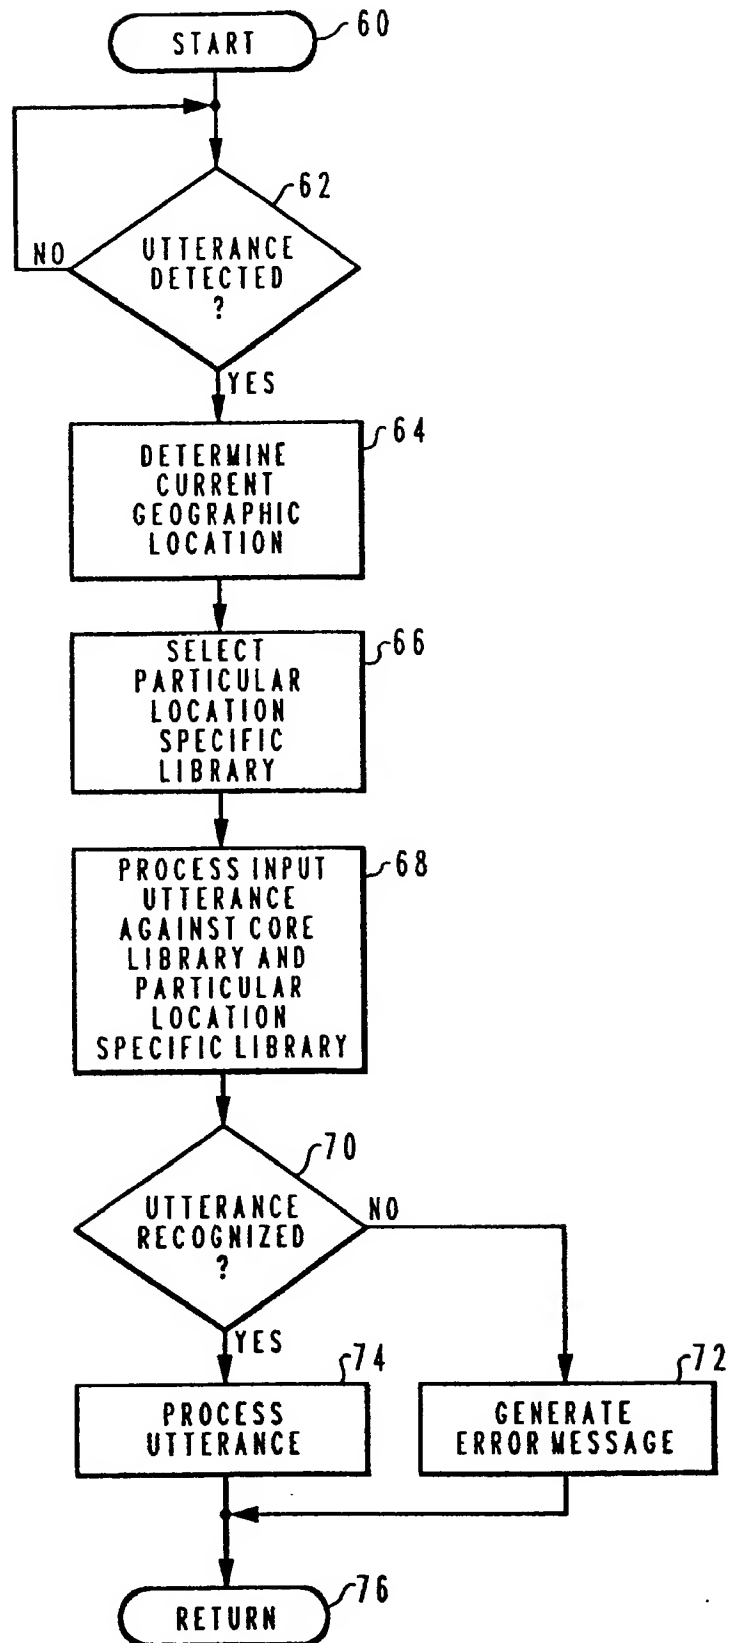 START
60
62
UTTERANCE
DETECTED
?
NO
YES
64
DETERMINE
CURRENT
GEOGRAPHIC
LOCATION
66
SELECT
PARTICULAR
LOCATION
SPECIFIC
LIBRARY
68
PROCESS INPUT
UTTERANCE
AGAINST CORE
LIBRARY AND
PARTICULAR
LOCATION
SPECIFIC LIBRARY
70
UTTERANCE
RECOGNIZED
?
NO
YES
74
PROCESS
UTTERANCE
72
GENERATE
ERROR MESSAGE
76
RETURN